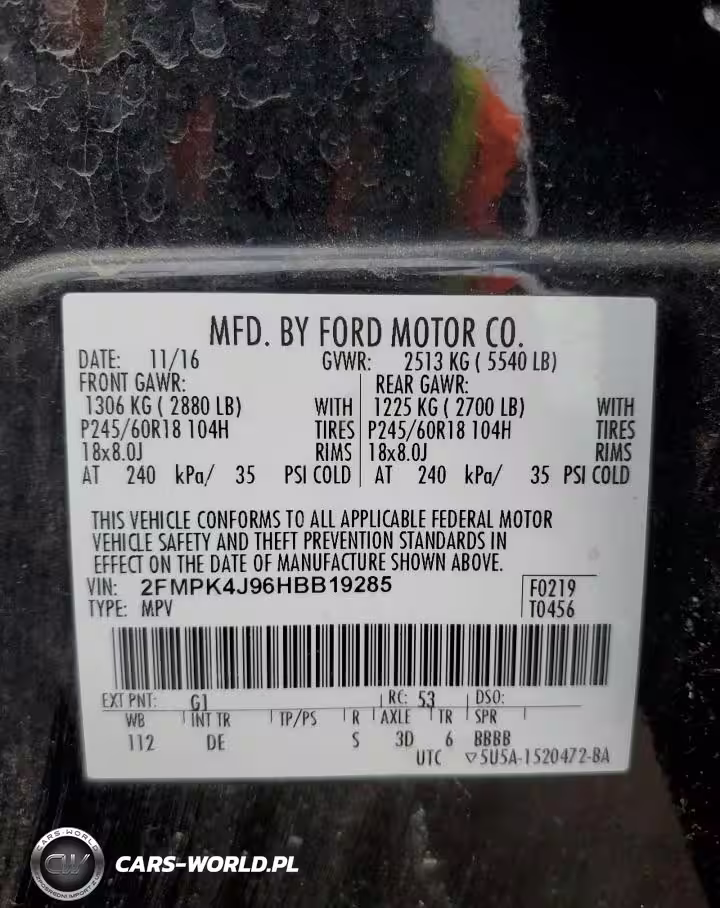 MFD. BY FORD MOTOR CO.
DATE: 11/16 GVWR: 2513 KG ( 5540 LB)
FRONT GAWR: REAR GAWR:
1306 KG ( 2880 LB) WITH 1225 KG ( 2700 LB) WITH
P245/60R18 104H TIRES P245/60R18 104H TIRES
18x8.0J RIMS 18x8.0J RIMS
AT 240 kPa/ 35 PSI COLD AT 240 kPa/ 35 PSI COLD
THIS VEHICLE CONFORMS TO ALL APPLICABLE FEDERAL MOTOR
VEHICLE SAFETY AND THEFT PREVENTION STANDARDS IN
EFFECT ON THE DATE OF MANUFACTURE SHOWN ABOVE.
VIN: 2FMPK4J96HBB19285 F0219
TYPE: MPV T0456
EXT PNT: G1 RC: 53 DSO:
WB INT TR TP/PS R AXLE TR SPR
112 DE S 3D 6 BBBB
UTC ▽5U5A-1520472-BA
CARS-WORLD
CW
CARS-WORLD.PL